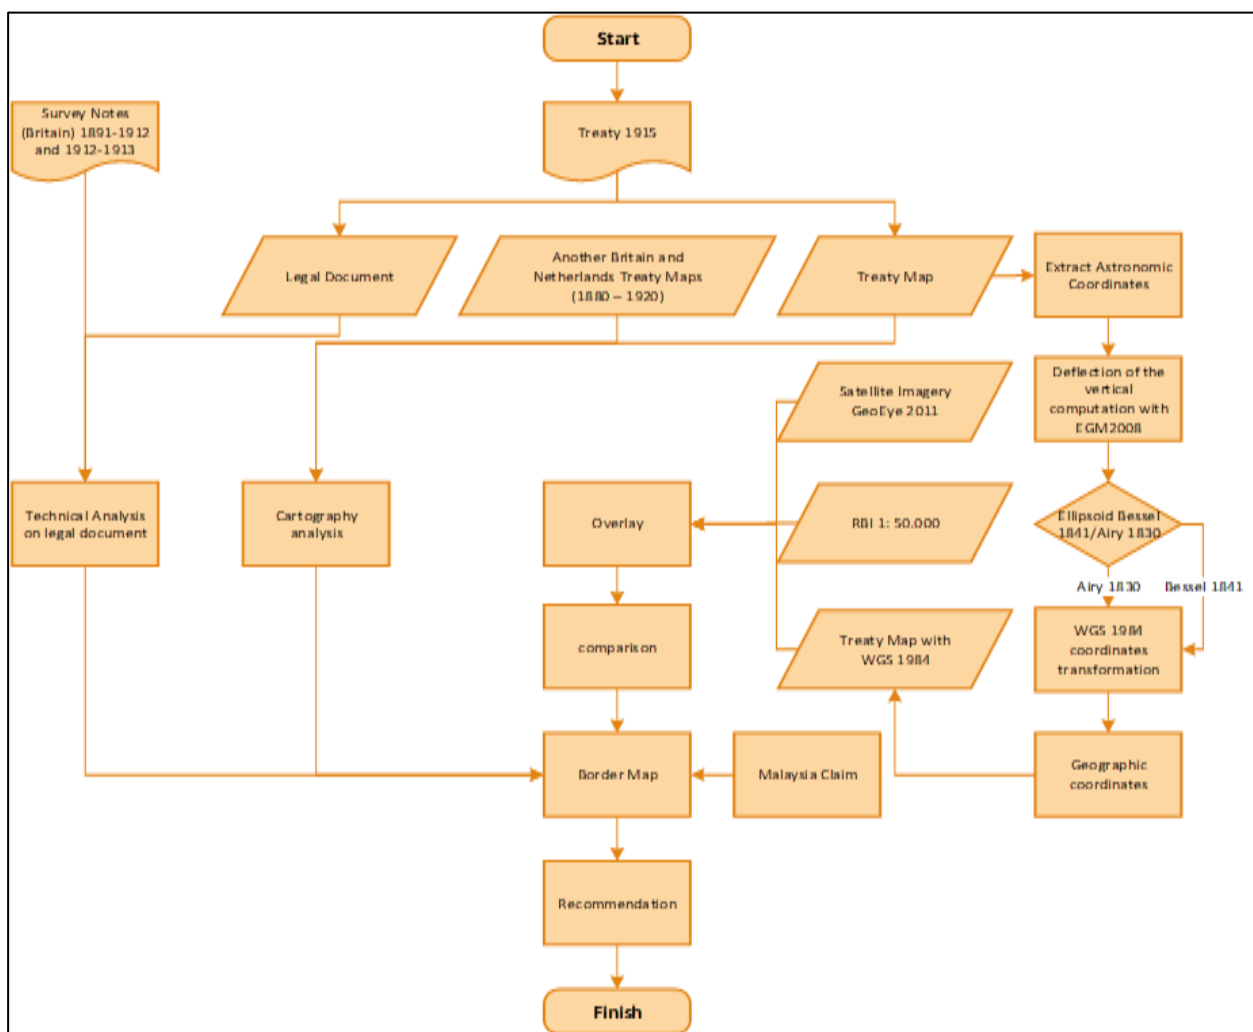 Start
Survey Notes
(Britain) 1891-1912
and 1912-1913
Treaty 1915
Legal Document
Another Britain and
Netherlands Treaty Maps
(1880 – 1920)
Treaty Map
Extract Astronomic
Coordinates
Satellite Imagery
GeoEye 2011
Deflection of the
vertical
computation with
EGM2008
Technical Analysis
on legal document
Cartography
analysis
Overlay
RBI 1: 50.000
Ellipsoid Bessel
1841/Airy 1830
Airy 1830
Bessel 1841
comparison
Treaty Map with
WGS 1984
WGS 1984
coordinates
transformation
Border Map
Malaysia Claim
Geographic
coordinates
Recommendation
Finish